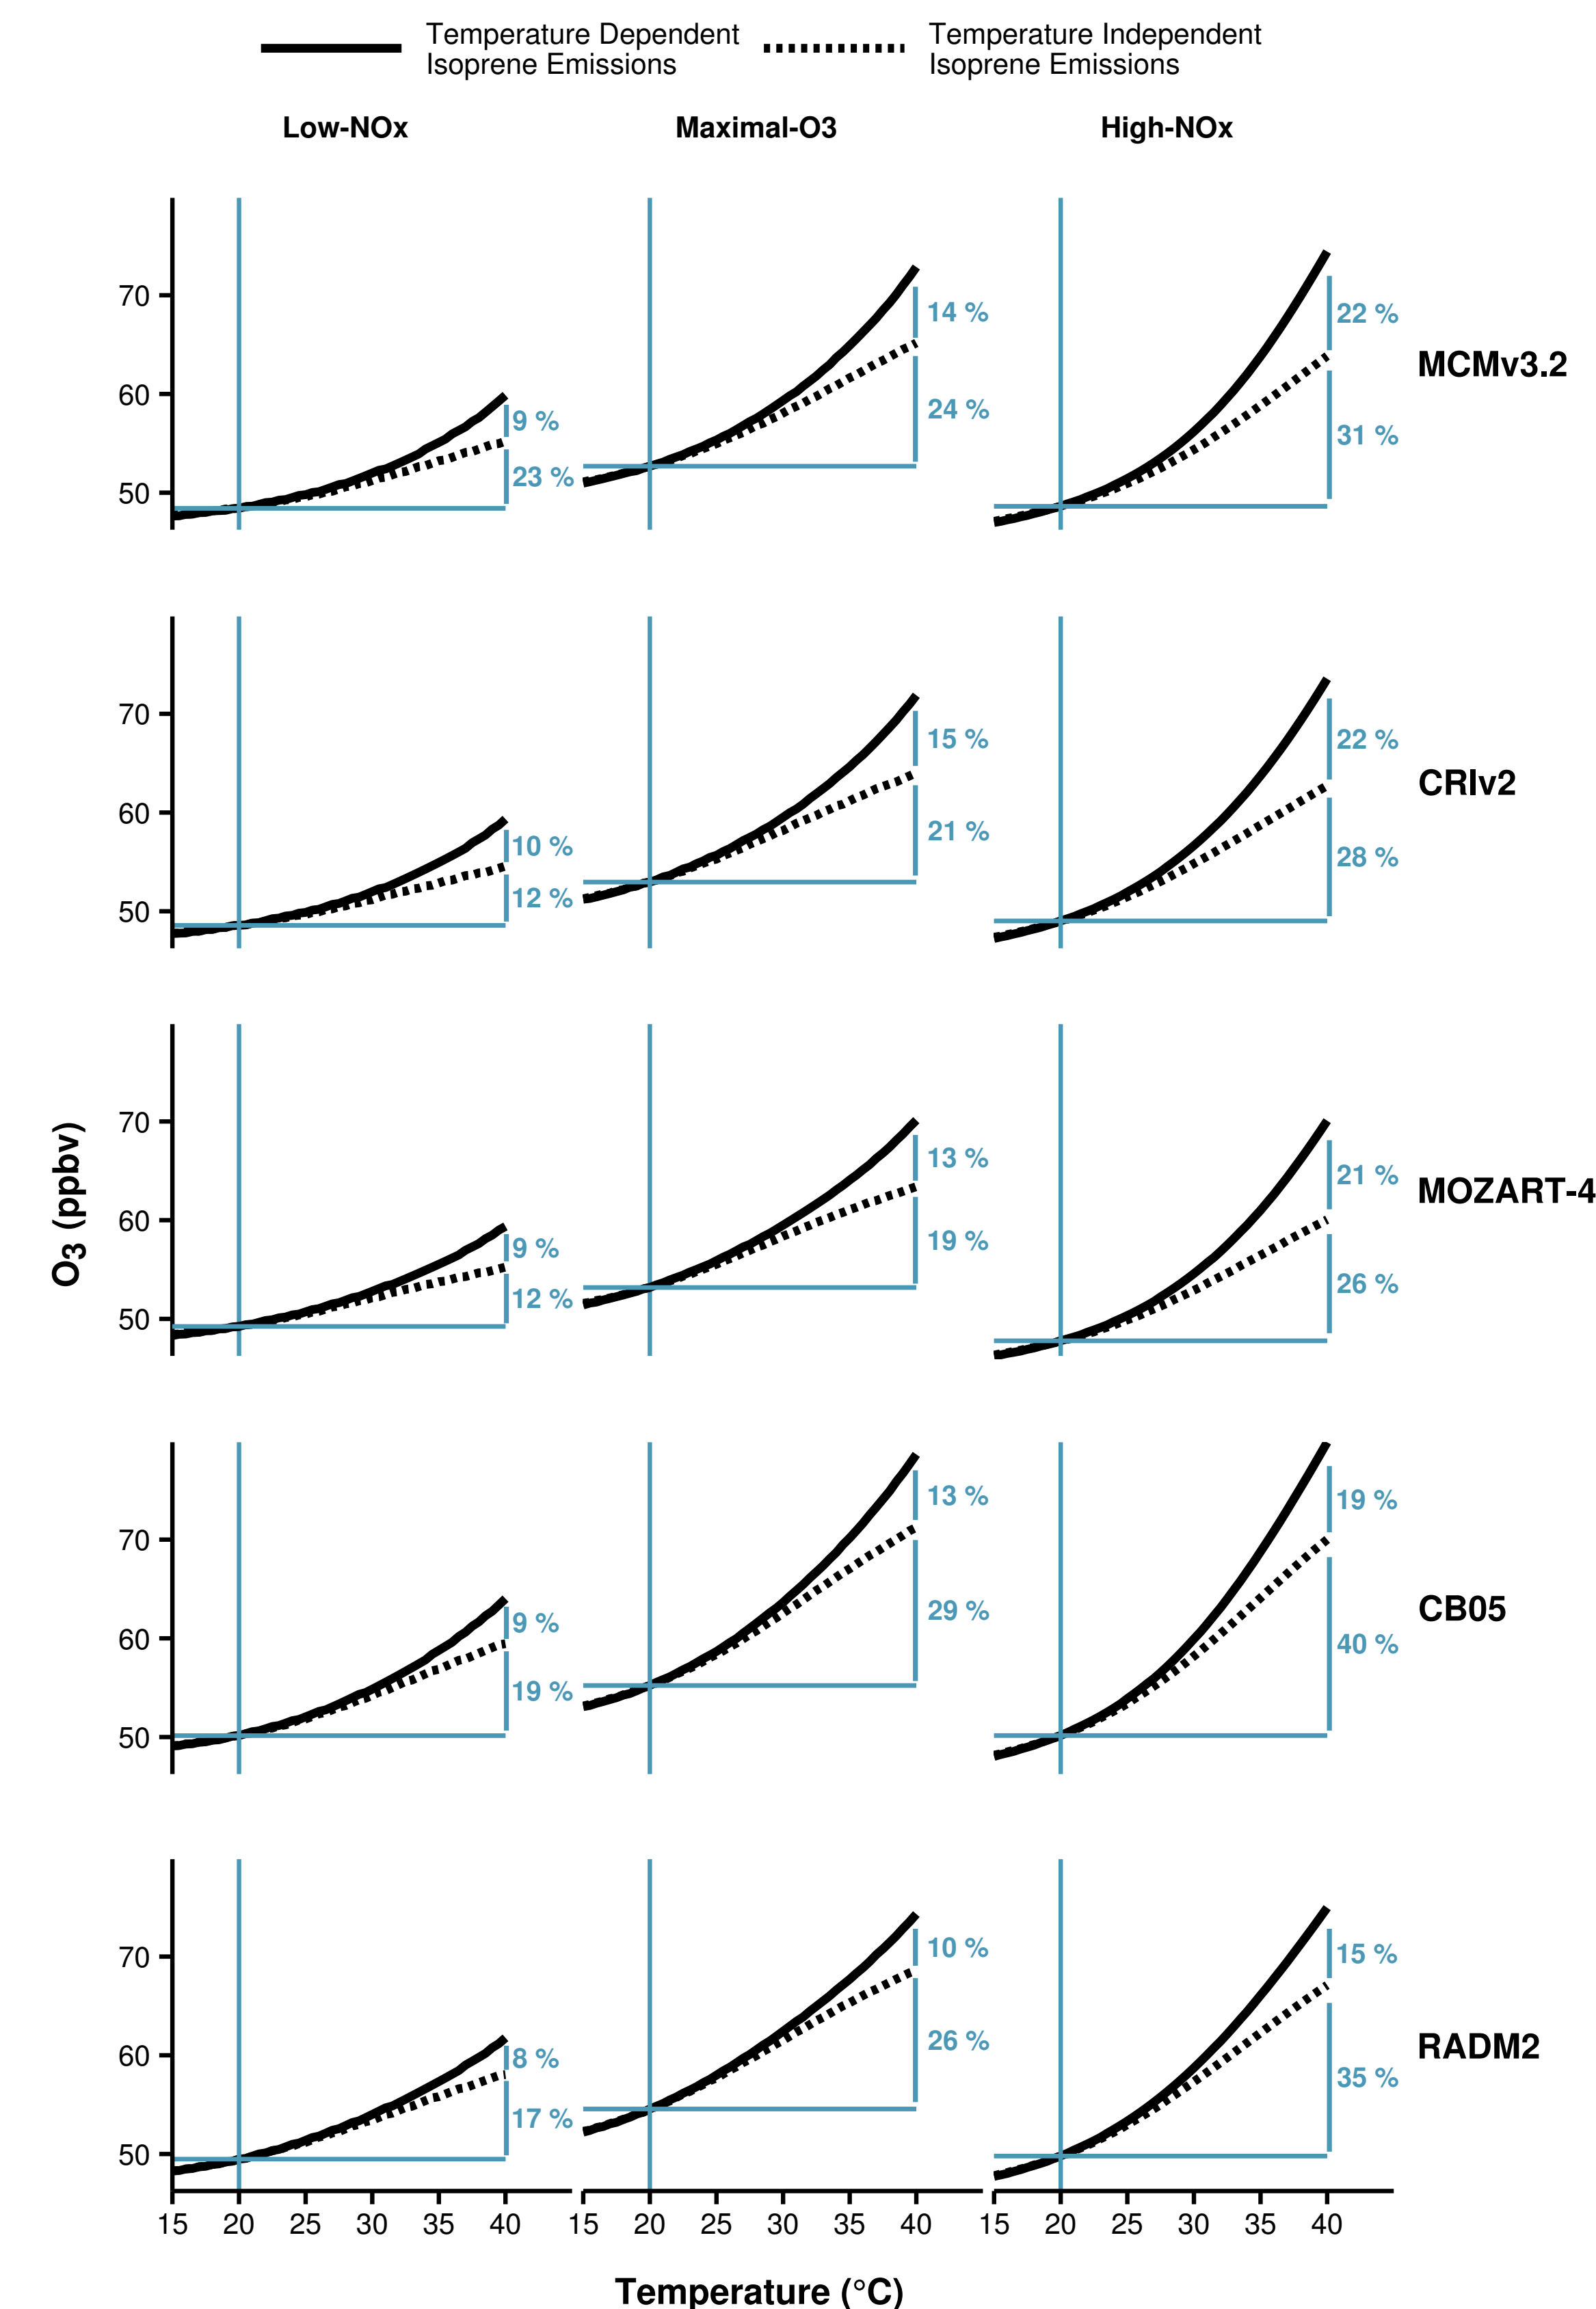 Temperature Dependent
Isoprene Emissions
Temperature Independent
Isoprene Emissions
Low-NOx
Maximal-O3
High-NOx
70
60
50
9 %
23 %
14 %
24 %
22 %
31 %
MCMv3.2
70
60
50
10 %
12 %
15 %
21 %
22 %
28 %
CRIv2
70
60
50
9 %
12 %
13 %
19 %
21 %
26 %
MOZART-4
O3 (ppbv)
70
60
50
9 %
19 %
13 %
29 %
19 %
40 %
CB05
70
60
50
8 %
17 %
10 %
26 %
15 %
35 %
RADM2
15 20 25 30 35 40
15 20 25 30 35 40
15 20 25 30 35 40
Temperature (°C)